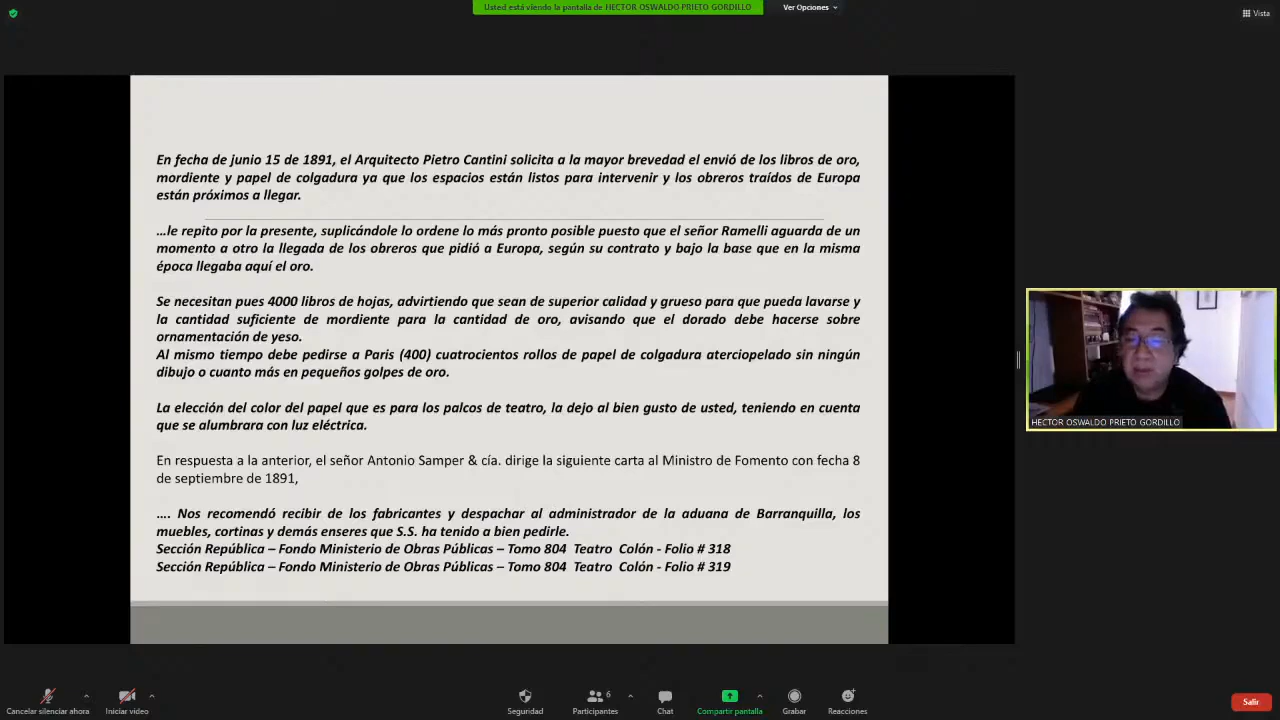 Usted está viendo la pantalla de HECTOR OSWALDO PRIETO GORDILLO
Ver Opciones
Vista
En fecha de junio 15 de 1891, el Arquitecto Pietro Cantini solicita a la mayor brevedad el envió de los libros de oro,
mordiente y papel de colgadura ya que los espacios están listos para intervenir y los obreros traídos de Europa
están próximos a llegar.
…le repito por la presente, suplicándole lo ordene lo más pronto posible puesto que el señor Ramelli aguarda de un
momento a otro la llegada de los obreros que pidió a Europa, según su contrato y bajo la base que en la misma
época llegaba aquí el oro.
Se necesitan pues 4000 libros de hojas, advirtiendo que sean de superior calidad y grueso para que pueda lavarse y
la cantidad suficiente de mordiente para la cantidad de oro, avisando que el dorado debe hacerse sobre
ornamentación de yeso.
Al mismo tiempo debe pedirse a Paris (400) cuatrocientos rollos de papel de colgadura aterciopelado sin ningún
dibujo o cuanto más en pequeños golpes de oro.
La elección del color del papel que es para los palcos de teatro, la dejo al bien gusto de usted, teniendo en cuenta
que se alumbrara con luz eléctrica.
En respuesta a la anterior, el señor Antonio Samper & cía. dirige la siguiente carta al Ministro de Fomento con fecha 8
de septiembre de 1891,
…. Nos recomendó recibir de los fabricantes y despachar al administrador de la aduana de Barranquilla, los
muebles, cortinas y demás enseres que S.S. ha tenido a bien pedirle.
Sección República – Fondo Ministerio de Obras Públicas – Tomo 804 Teatro Colón - Folio # 318
Sección República – Fondo Ministerio de Obras Públicas – Tomo 804 Teatro Colón - Folio # 319
HECTOR OSWALDO PRIETO GORDILLO
Cancelar silenciar ahora
Iniciar video
Seguridad
6
Participantes
Chat
Compartir pantalla
Grabar
Reacciones
Salir